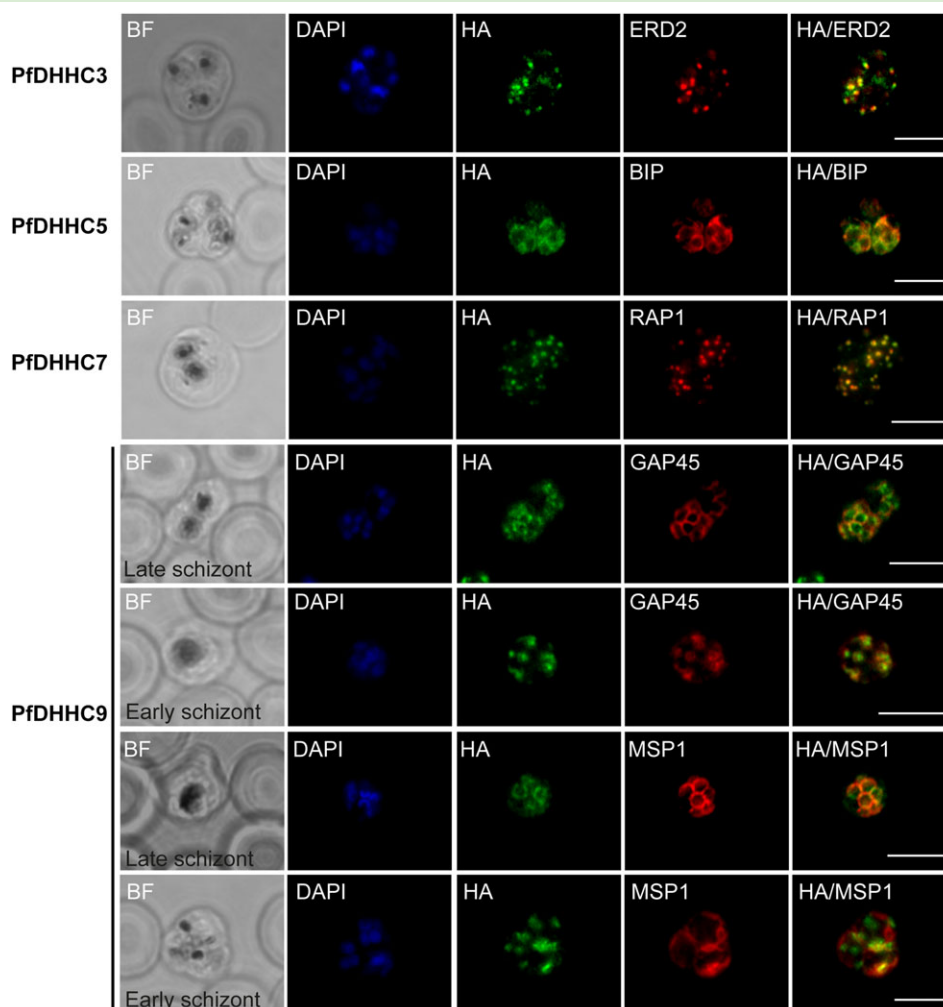 BF DAPI HA ERD2 HA/ERD2
PfDHHC3
BF DAPI HA BIP HA/BIP
PfDHHC5
BF DAPI HA RAP1 HA/RAP1
PfDHHC7
BF DAPI HA GAP45 HA/GAP45
Late schizont
BF DAPI HA GAP45 HA/GAP45
Early schizont
PfDHHC9
BF DAPI HA MSP1 HA/MSP1
Late schizont
BF DAPI HA MSP1 HA/MSP1
Early schizont